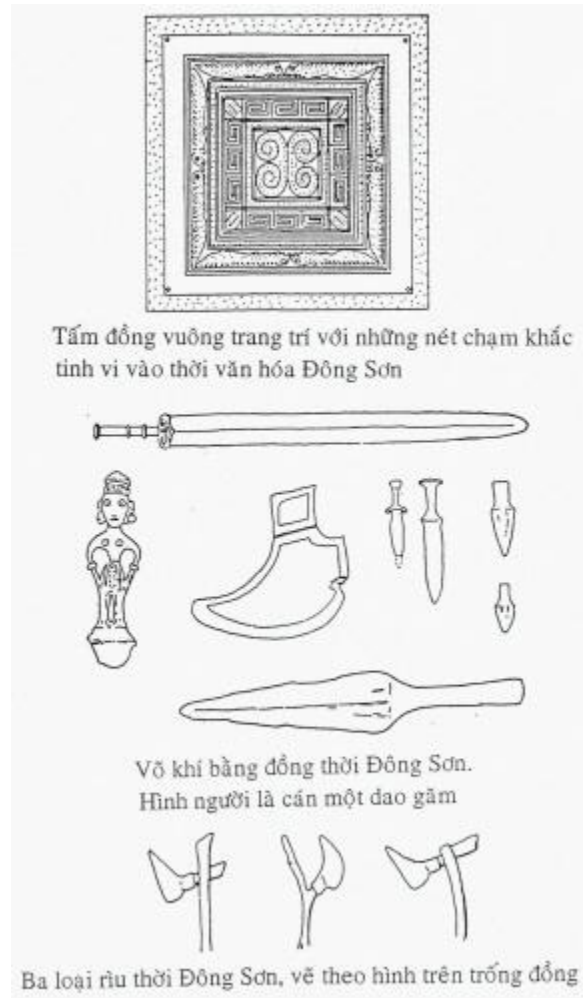 Tấm đồng vuông trang trí với những nét chạm khắc
tinh vi vào thời văn hóa Đông Sơn
Võ khí bằng đồng thời Đông Sơn.
Hình người là cán một dao găm
Ba loại rìu thời Đông Sơn, vẽ theo hình trên trống đồng